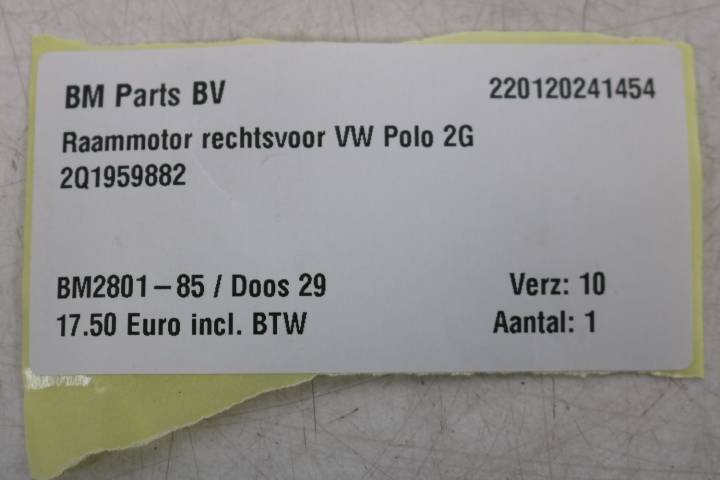 BM Parts BV 220120241454
Raammotor rechtsvoor VW Polo 2G
2Q1959882
BM2801-85 / Doos 29 Verz: 10
17.50 Euro incl. BTW Aantal: 1